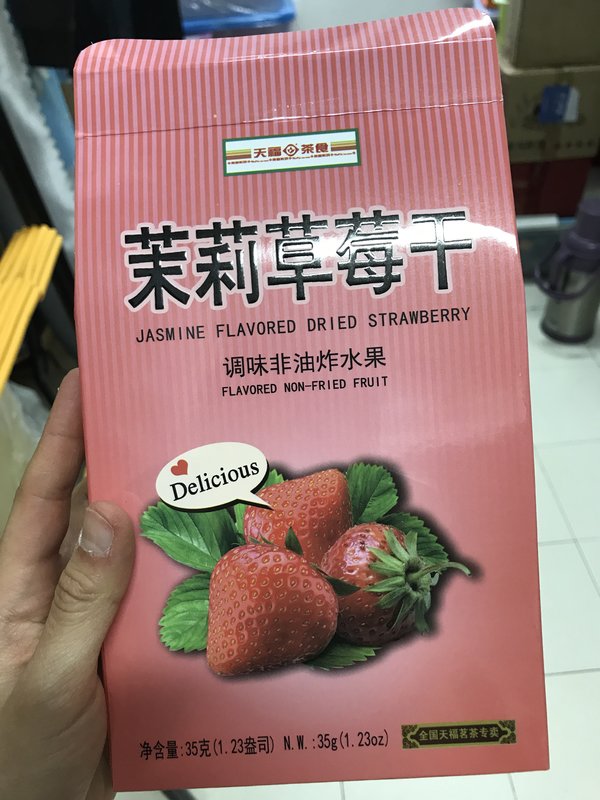 天福 茶食
茉莉草莓干
JASMINE FLAVORED DRIED STRAWBERRY
调味非油炸水果
FLAVORED NON-FRIED FRUIT
Delicious
净含量:35克(1.23盎司) N.W.:35g(1.23oz)
全国天福茗茶专卖